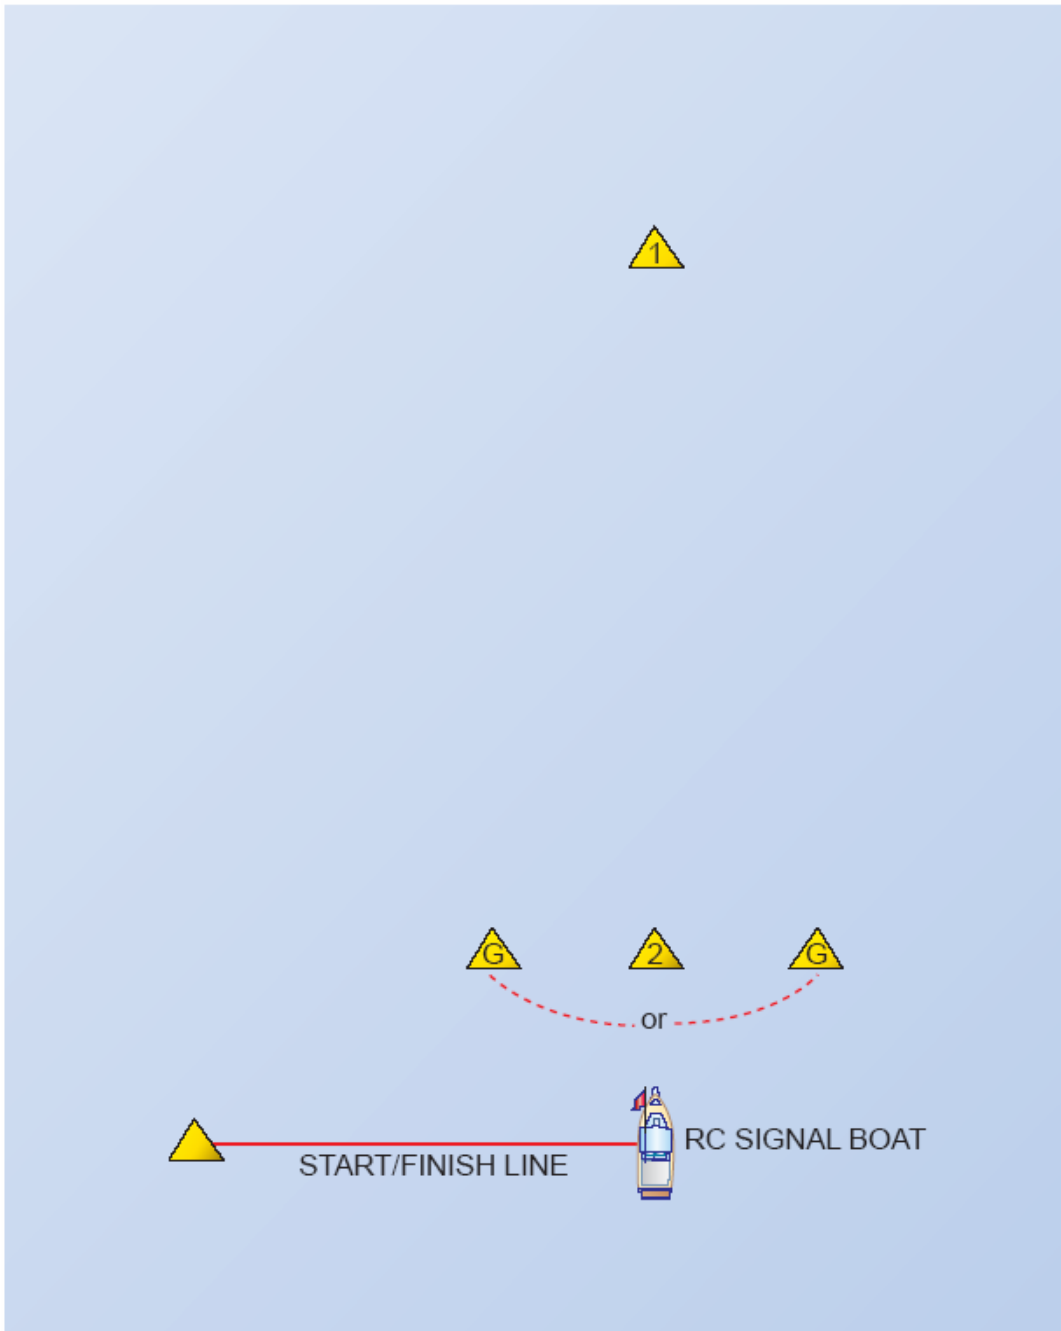 1
G 2 G
or
RC SIGNAL BOAT
START/FINISH LINE